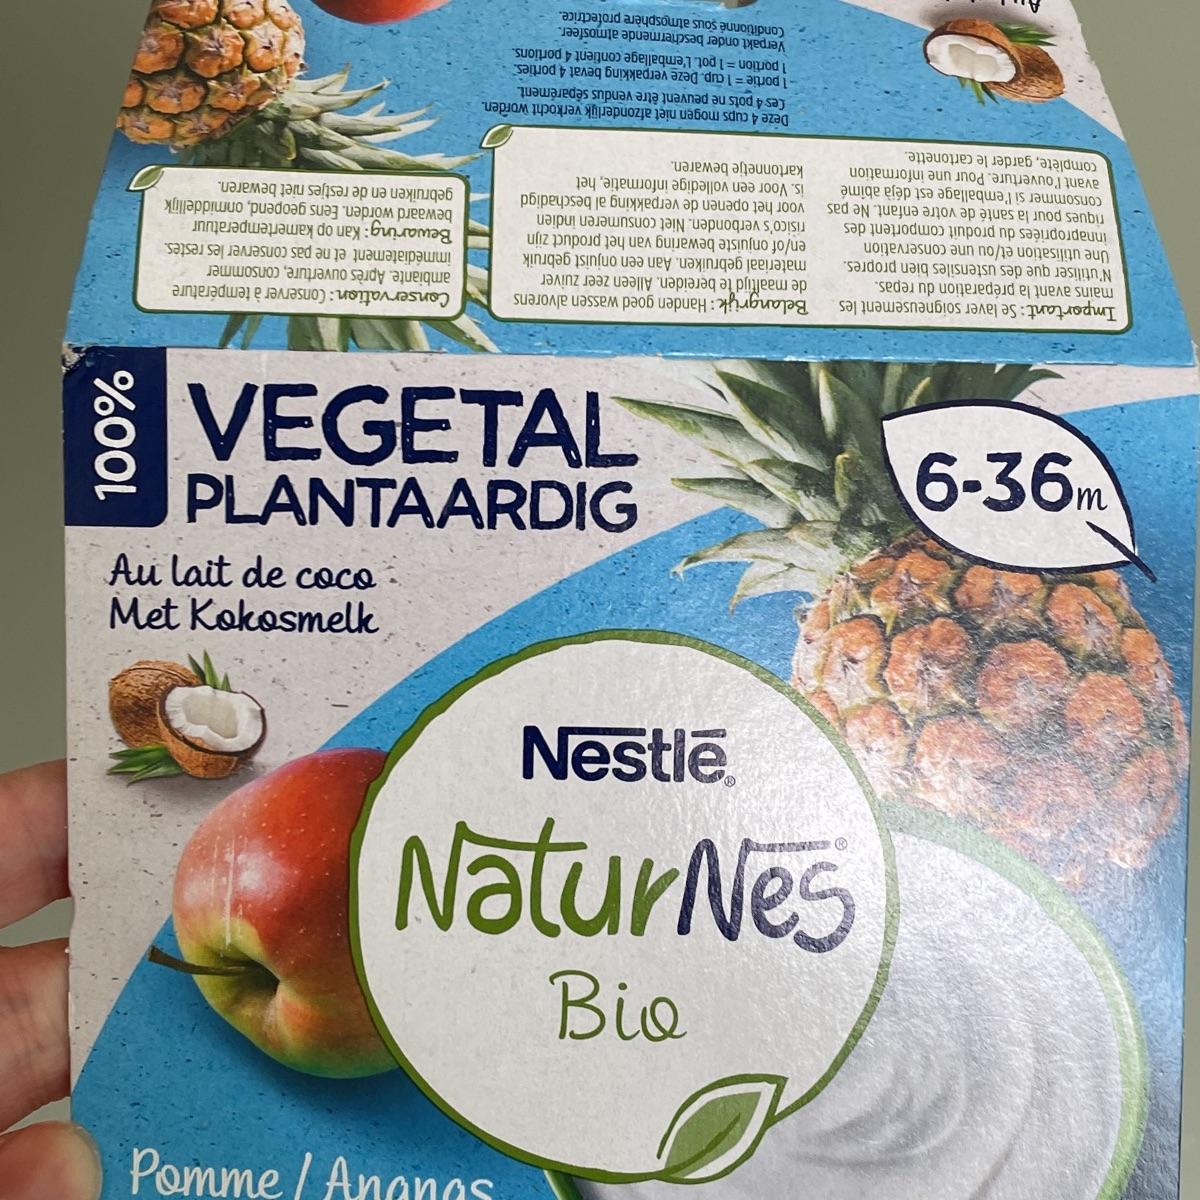 Conditionné sous atmosphère protectrice.
Verpakt onder beschermende atmosfeer.
1 portion = 1 pot. L'emballage contient 4 portions.
1 portie = 1 cup. Deze verpakking bevat 4 porties.
Ces 4 pots ne peuvent être vendus séparément.
Deze 4 cups mogen niet afzonderlijk verkocht worden.
Important : Se laver soigneusement les
mains avant la préparation du repas.
N'utiliser que des ustensiles bien propres.
Une utilisation et/ou une conservation
innapropriées du produit comportent des
riques pour la santé de votre enfant. Ne pas
consommer si l'emballage est déjà abîmé
avant l'ouverture. Pour une information
complète, garder le cartonette.
Belangrijk : Handen goed wassen alvorens
de maaltijd te bereiden. Alleen zeer zuiver
materiaal gebruiken. Aan een onjuist gebruik
en/of onjuiste bewaring van het product zijn
risico's verbonden. Niet consumeren indien
voor het openen de verpakking al beschadigd
is. Voor een volledige informatie, het
kartonnetje bewaren.
Conservation : Conserver à température
ambiante. Après ouverture, consommer
immédiatement et ne pas conserver les restes.
Bewaring : Kan op kamertemperatuur
bewaard worden. Eens geopend, onmiddellijk
gebruiken en de restjes niet bewaren.
100%
VEGETAL
PLANTAARDIG
6-36m
Au lait de coco
Met Kokosmelk
Nestlé®
NaturNes®
Bio
Pomme / Ananas